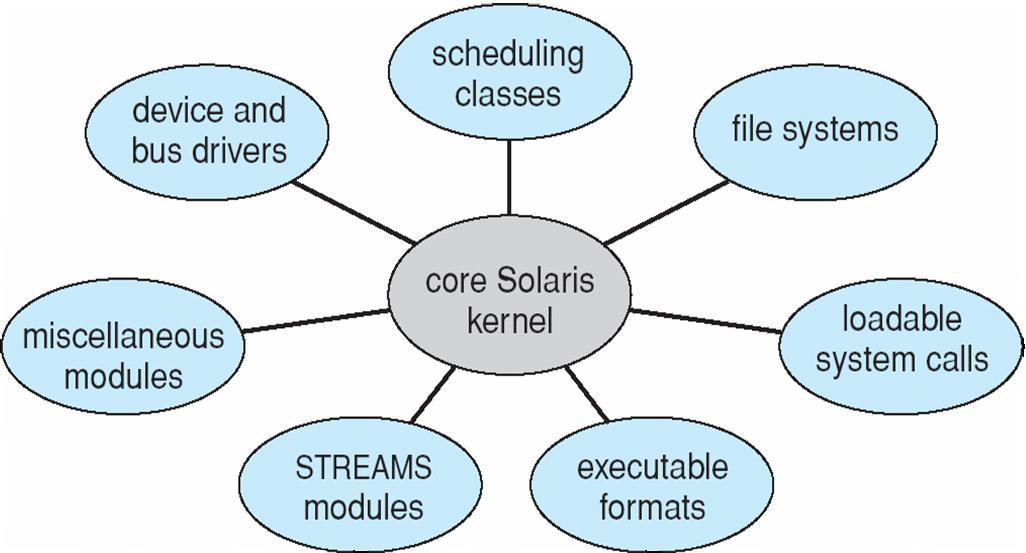 scheduling
classes
device and
bus drivers
file systems
core Solaris
kernel
miscellaneous
modules
loadable
system calls
STREAMS
modules
executable
formats